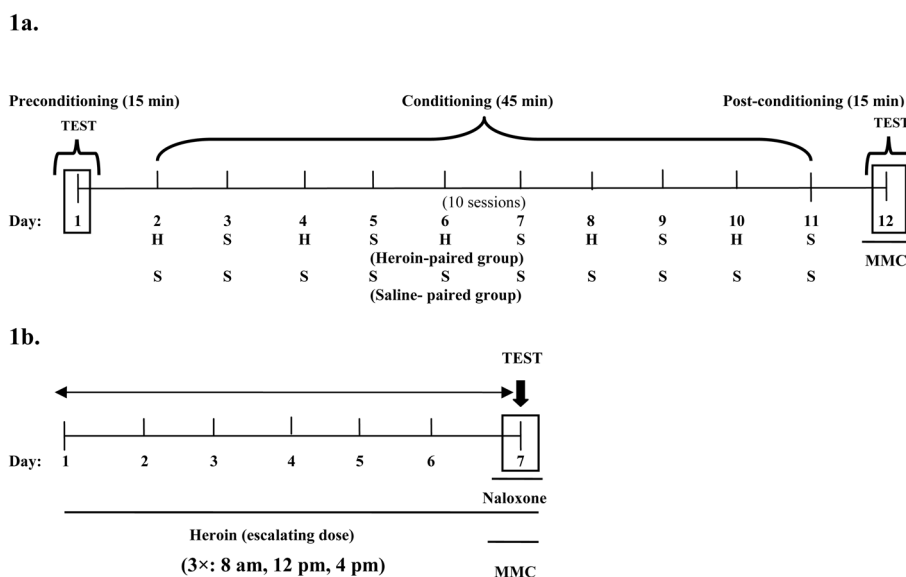 1a.
Preconditioning (15 min) Conditioning (45 min) Post-conditioning (15 min)
TEST TEST
(10 sessions)
Day: 1 2 3 4 5 6 7 8 9 10 11 12
H S H S H S H S H S
(Heroin-paired group) MMC
S S S S S S S S S S
(Saline- paired group)
1b.
TEST
Day: 1 2 3 4 5 6 7
Naloxone
Heroin (escalating dose)
(3×: 8 am, 12 pm, 4 pm) MMC